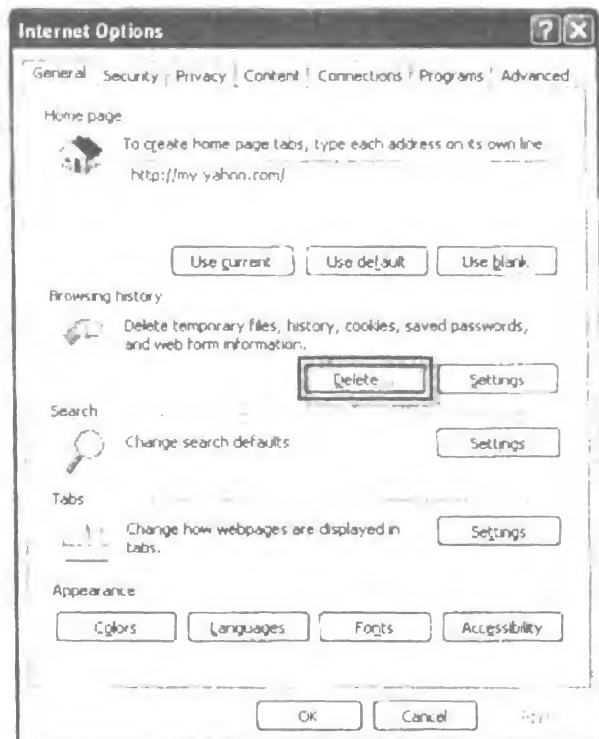 Internet Options ? X
General Security Privacy Content Connections Programs Advanced
Home page
To create home page tabs, type each address on its own line
http://my yahoo.com/
Use current Use default Use blank
Browsing history
Delete temporary files, history, cookies, saved passwords,
and web form information.
Delete... Settings
Search
Change search defaults Settings
Tabs
Change how webpages are displayed in
tabs. Settings
Appearance
Colors Languages Fonts Accessibility
OK Cancel